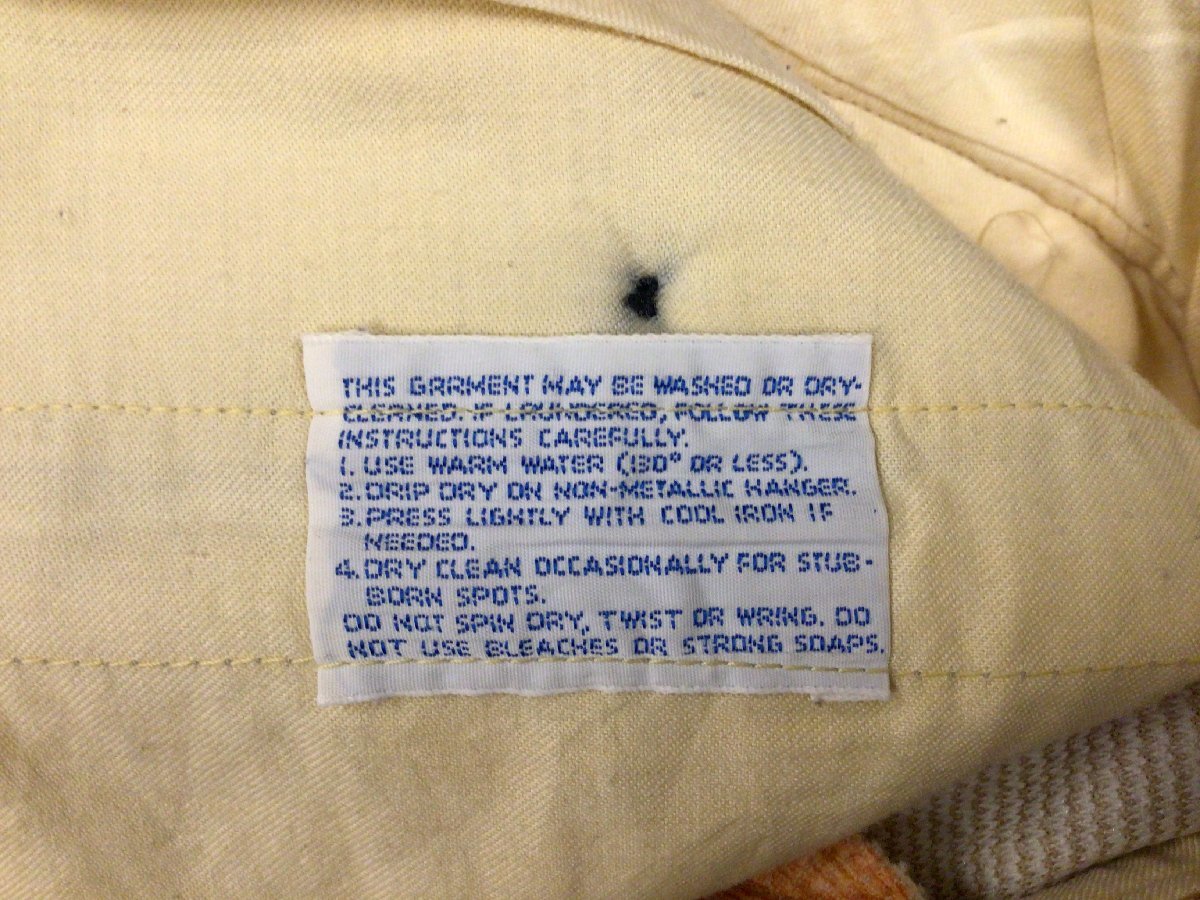 THIS GARMENT MAY BE WASHED OR DRY-
CLEANED. IF LAUNDERED, FOLLOW THESE
INSTRUCTIONS CAREFULLY.
1. USE WARM WATER (130° OR LESS).
2. DRIP DRY ON NON-METALLIC HANGER.
3. PRESS LIGHTLY WITH COOL IRON IF
NEEDED.
4. DRY CLEAN OCCASIONALLY FOR STUB-
BORN SPOTS.
DO NOT SPIN DRY, TWIST OR WRING. DO
NOT USE BLEACHES OR STRONG SOAPS.